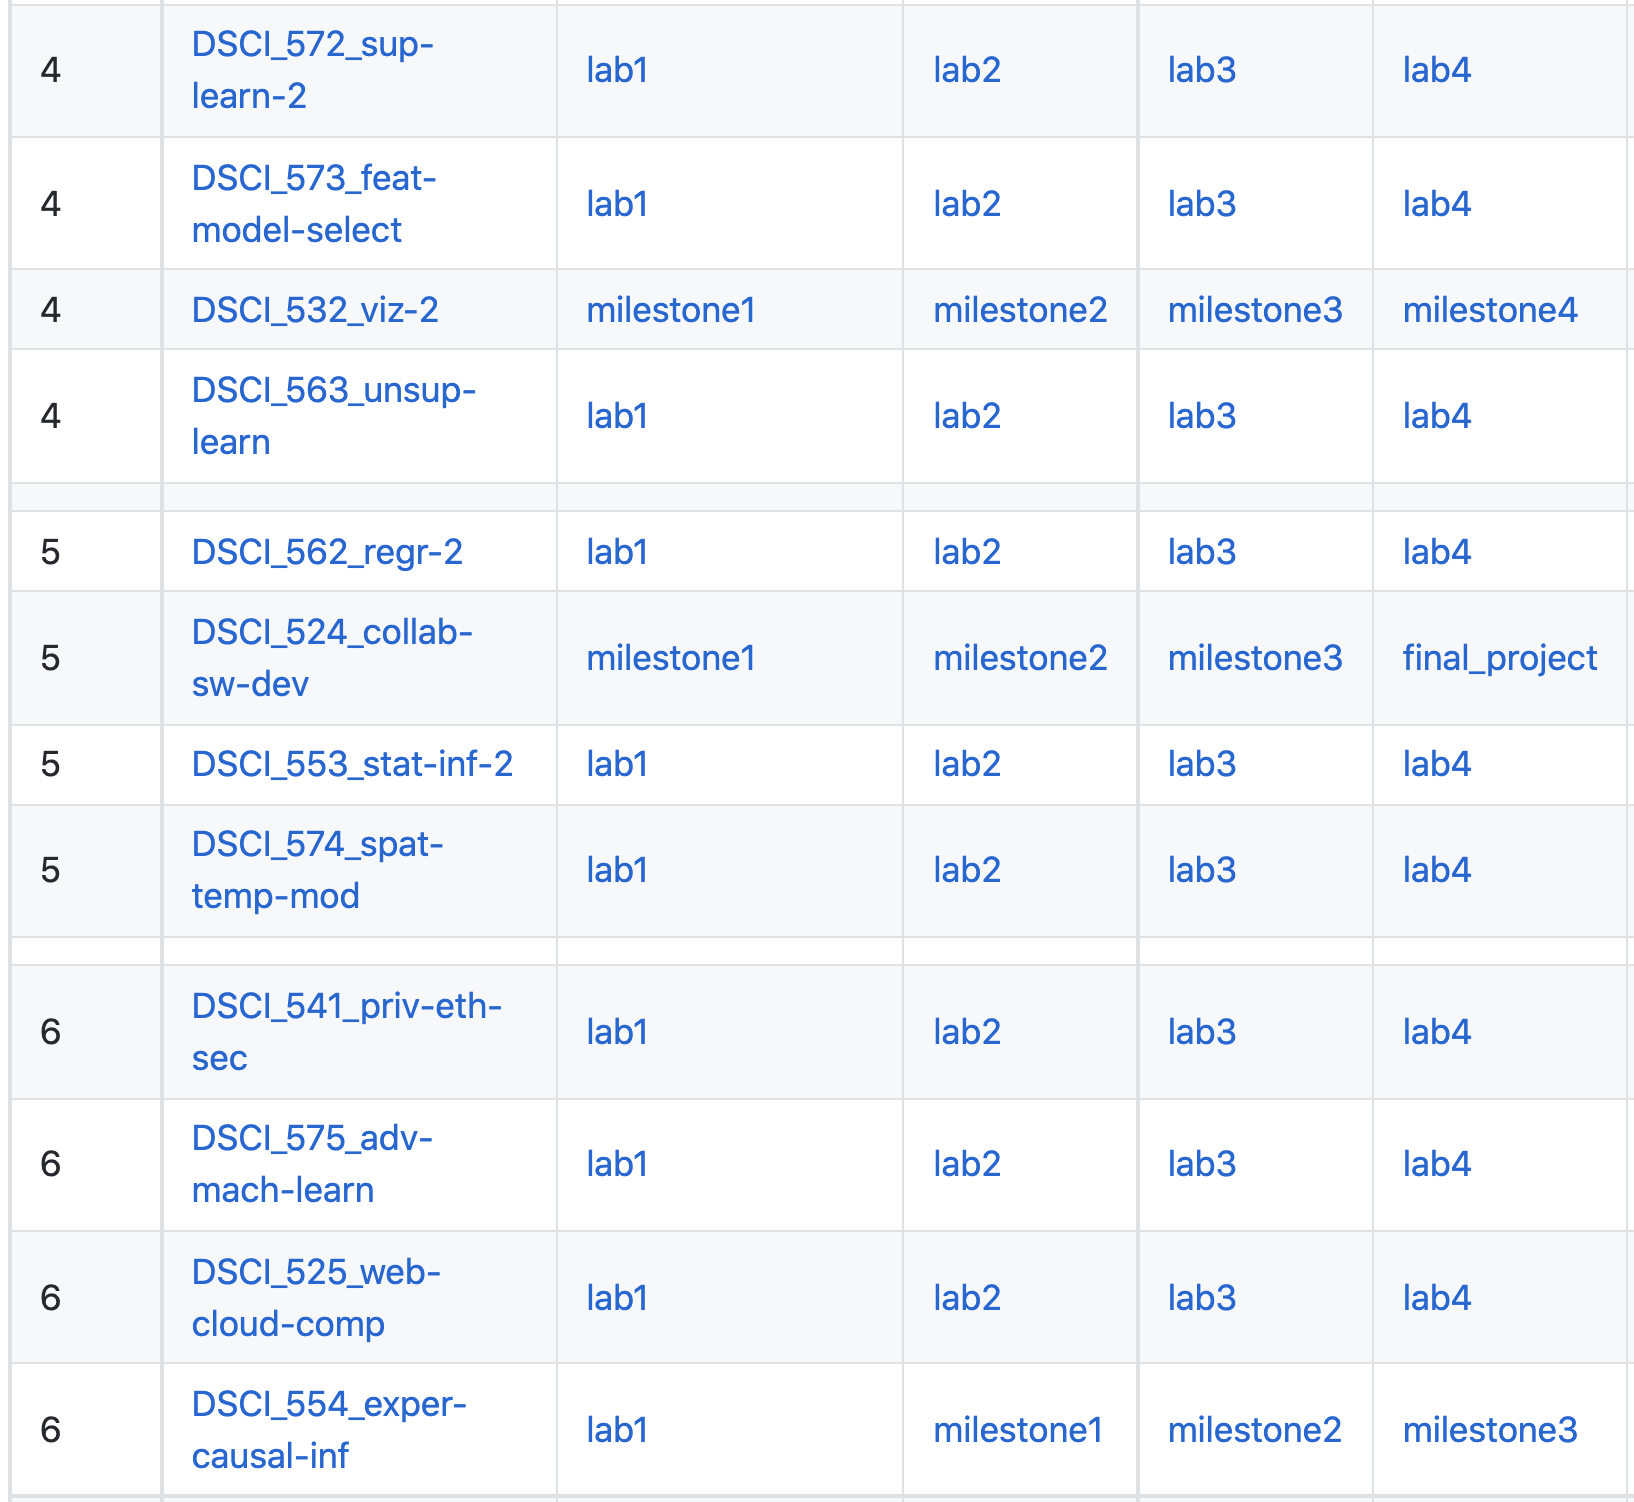 4 DSCI_572_sup-learn-2 lab1 lab2 lab3 lab4
4 DSCI_573_feat-model-select lab1 lab2 lab3 lab4
4 DSCI_532_viz-2 milestone1 milestone2 milestone3 milestone4
4 DSCI_563_unsup-learn lab1 lab2 lab3 lab4
5 DSCI_562_regr-2 lab1 lab2 lab3 lab4
5 DSCI_524_collab-sw-dev milestone1 milestone2 milestone3 final_project
5 DSCI_553_stat-inf-2 lab1 lab2 lab3 lab4
5 DSCI_574_spat-temp-mod lab1 lab2 lab3 lab4
6 DSCI_541_priv-eth-sec lab1 lab2 lab3 lab4
6 DSCI_575_adv-mach-learn lab1 lab2 lab3 lab4
6 DSCI_525_web-cloud-comp lab1 lab2 lab3 lab4
6 DSCI_554_exper-causal-inf lab1 milestone1 milestone2 milestone3